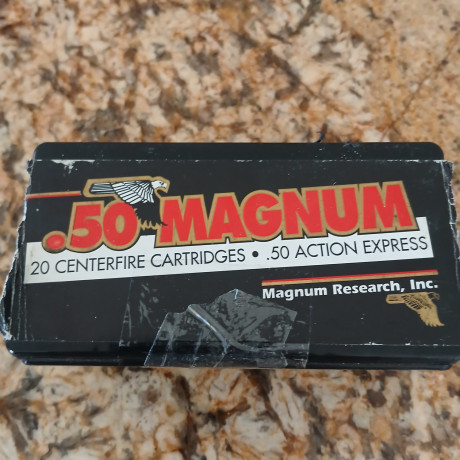 .50 MAGNUM
20 CENTERFIRE CARTRIDGES • .50 ACTION EXPRESS
Magnum Research, Inc.